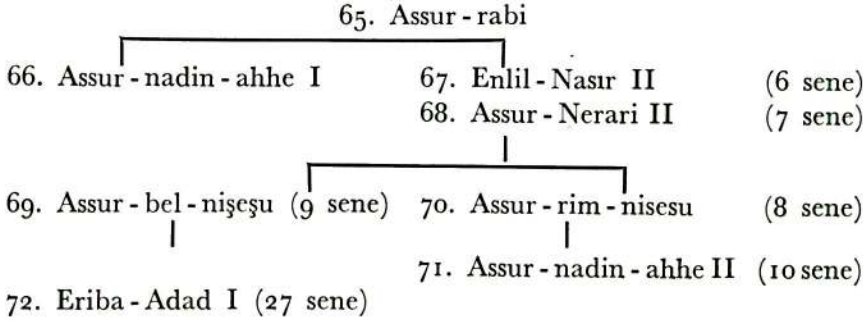 65. Assur - rabi
66. Assur - nadin - ahhe I 67. Enlil - Nasır II (6 sene)
68. Assur - Nerari II (7 sene)
69. Assur - bel - nişeşu (9 sene) 70. Assur - rim - nisesu (8 sene)
71. Assur - nadin - ahhe II (10 sene)
72. Eriba - Adad I (27 sene)